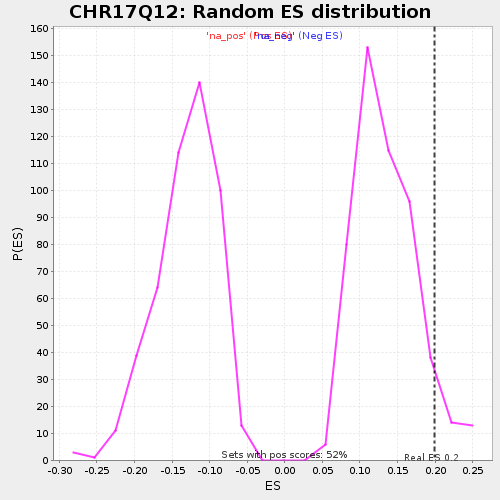 CHR17Q12: Random ES distribution
'na_pos' (Pos ES) 'na_neg' (Neg ES)
160
150
140
130
120
110
100
90
80
70
60
50
40
30
20
10
0
P(ES)
Sets with pos scores: 52%
Real ES 0.2
-0.30 -0.25 -0.20 -0.15 -0.10 -0.05 0.00 0.05 0.10 0.15 0.20 0.25
ES